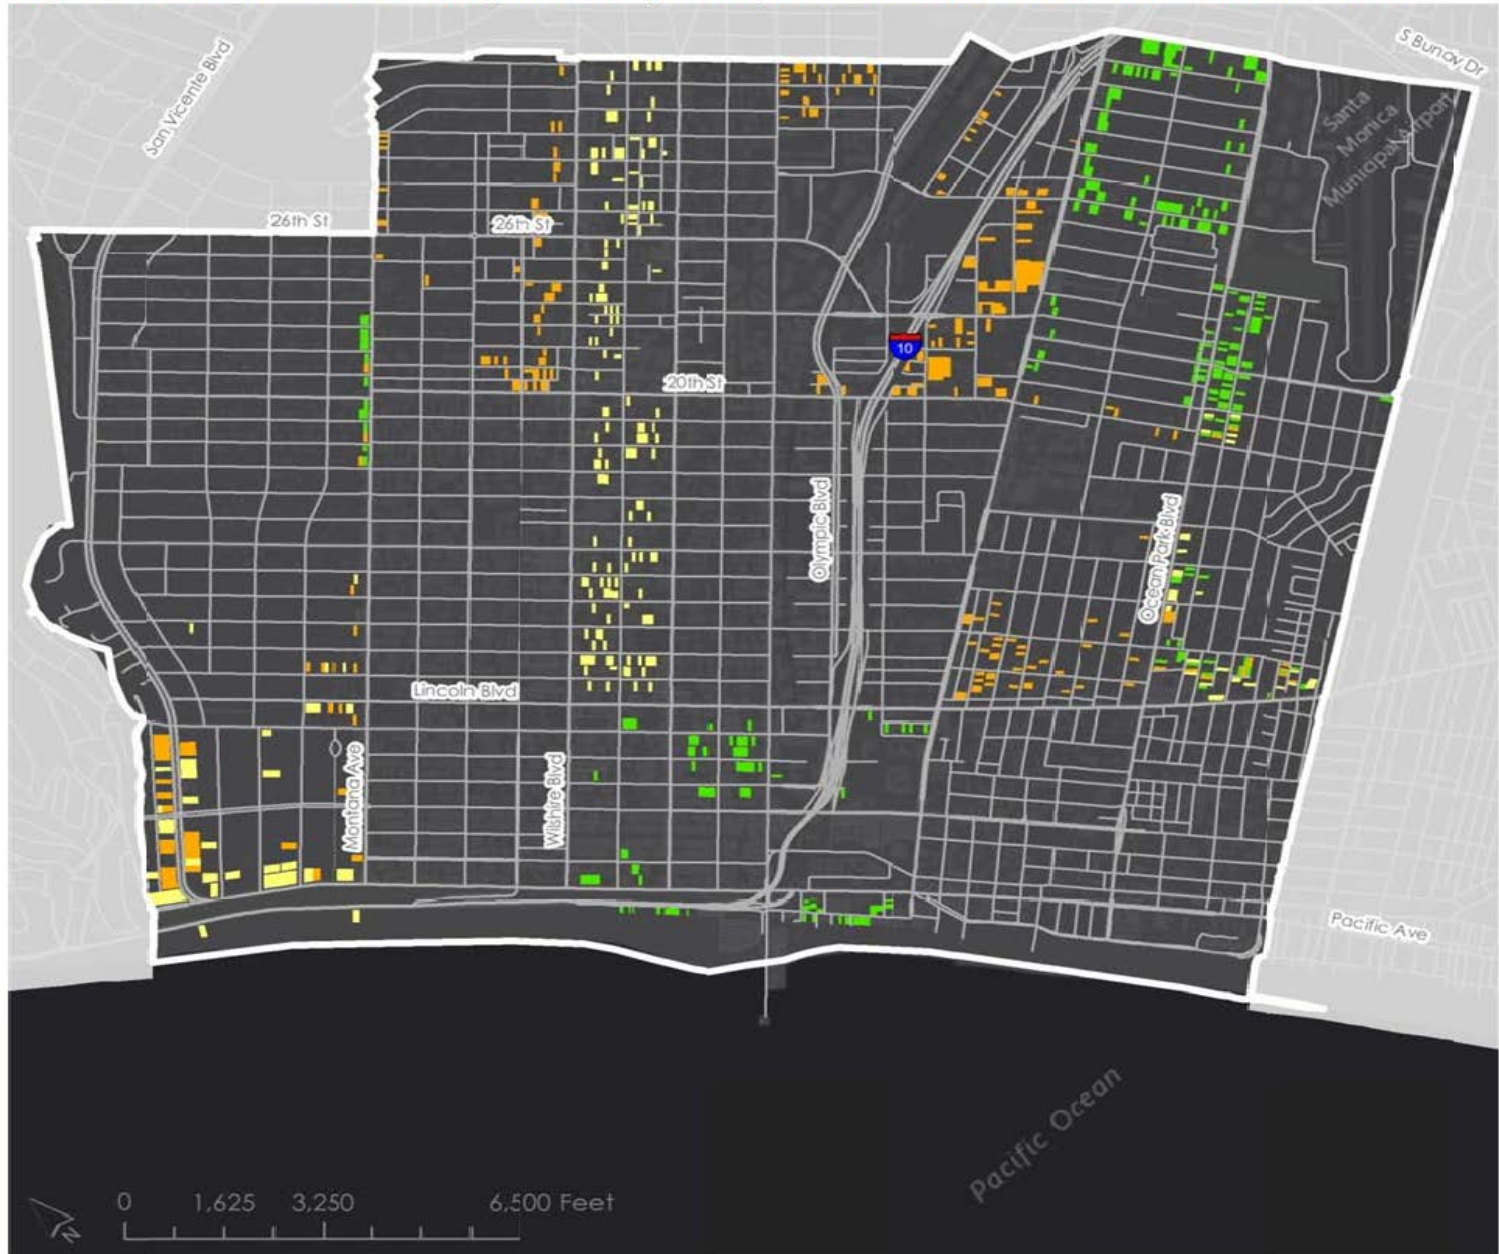 S Bundy Dr
San Vicente Blvd
Santa
Monica
Municipal Airport
26th St
26th St
10
20th St
Olympic Blvd
Ocean Park Blvd
Lincoln Blvd
Montana Ave
Wilshire Blvd
Pacific Ave
Pacific Ocean
0 1,625 3,250 6,500 Feet
N